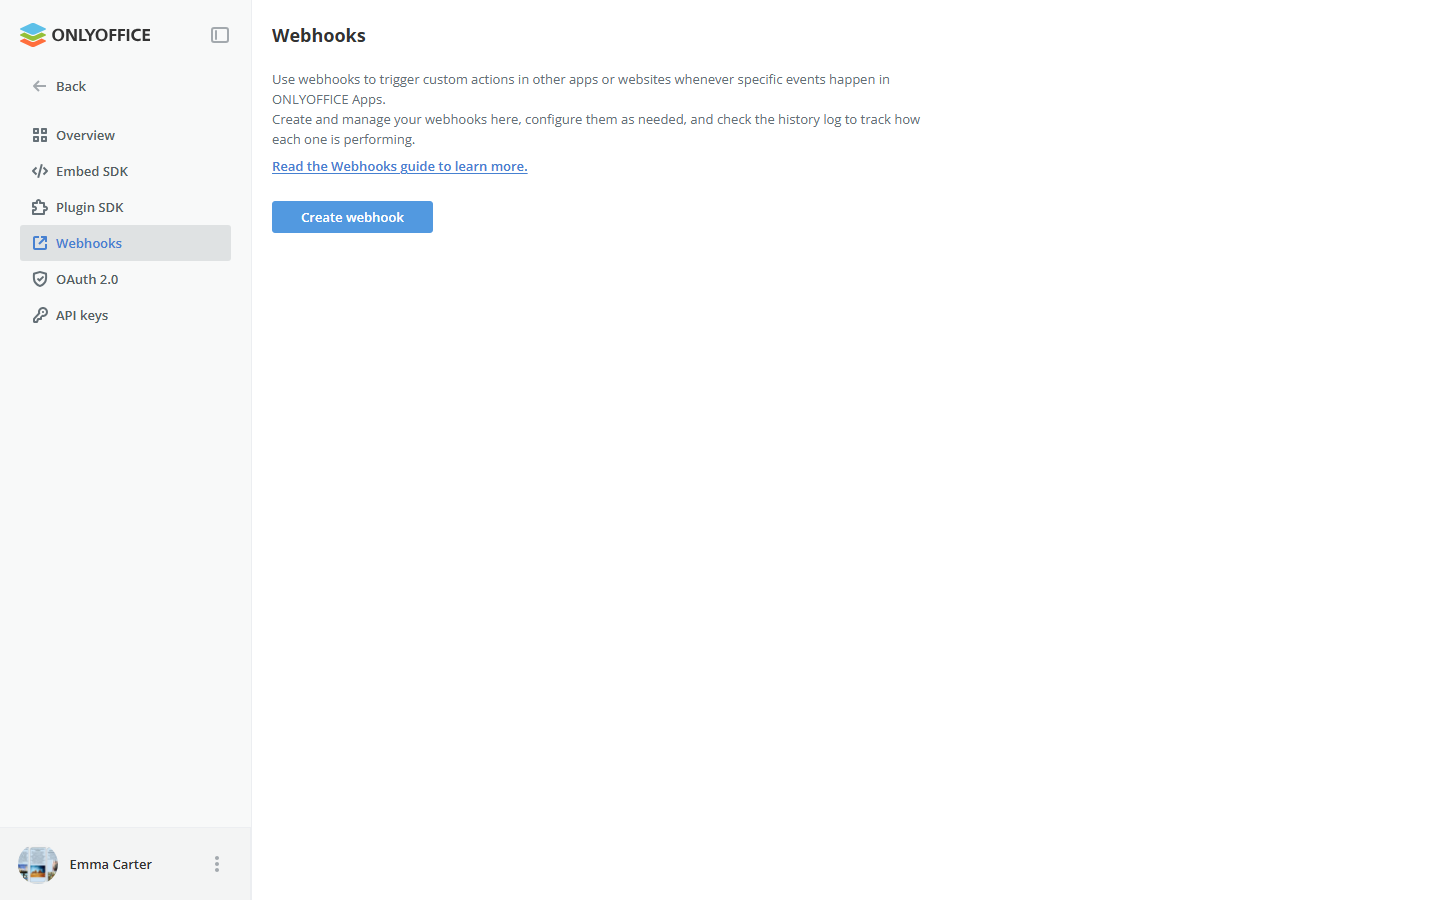 ONLYOFFICE
Back
Overview
Embed SDK
Plugin SDK
Webhooks
OAuth 2.0
API keys
Emma Carter
Webhooks
Use webhooks to trigger custom actions in other apps or websites whenever specific events happen in
ONLYOFFICE Apps.
Create and manage your webhooks here, configure them as needed, and check the history log to track how
each one is performing.
Read the Webhooks guide to learn more.
Create webhook